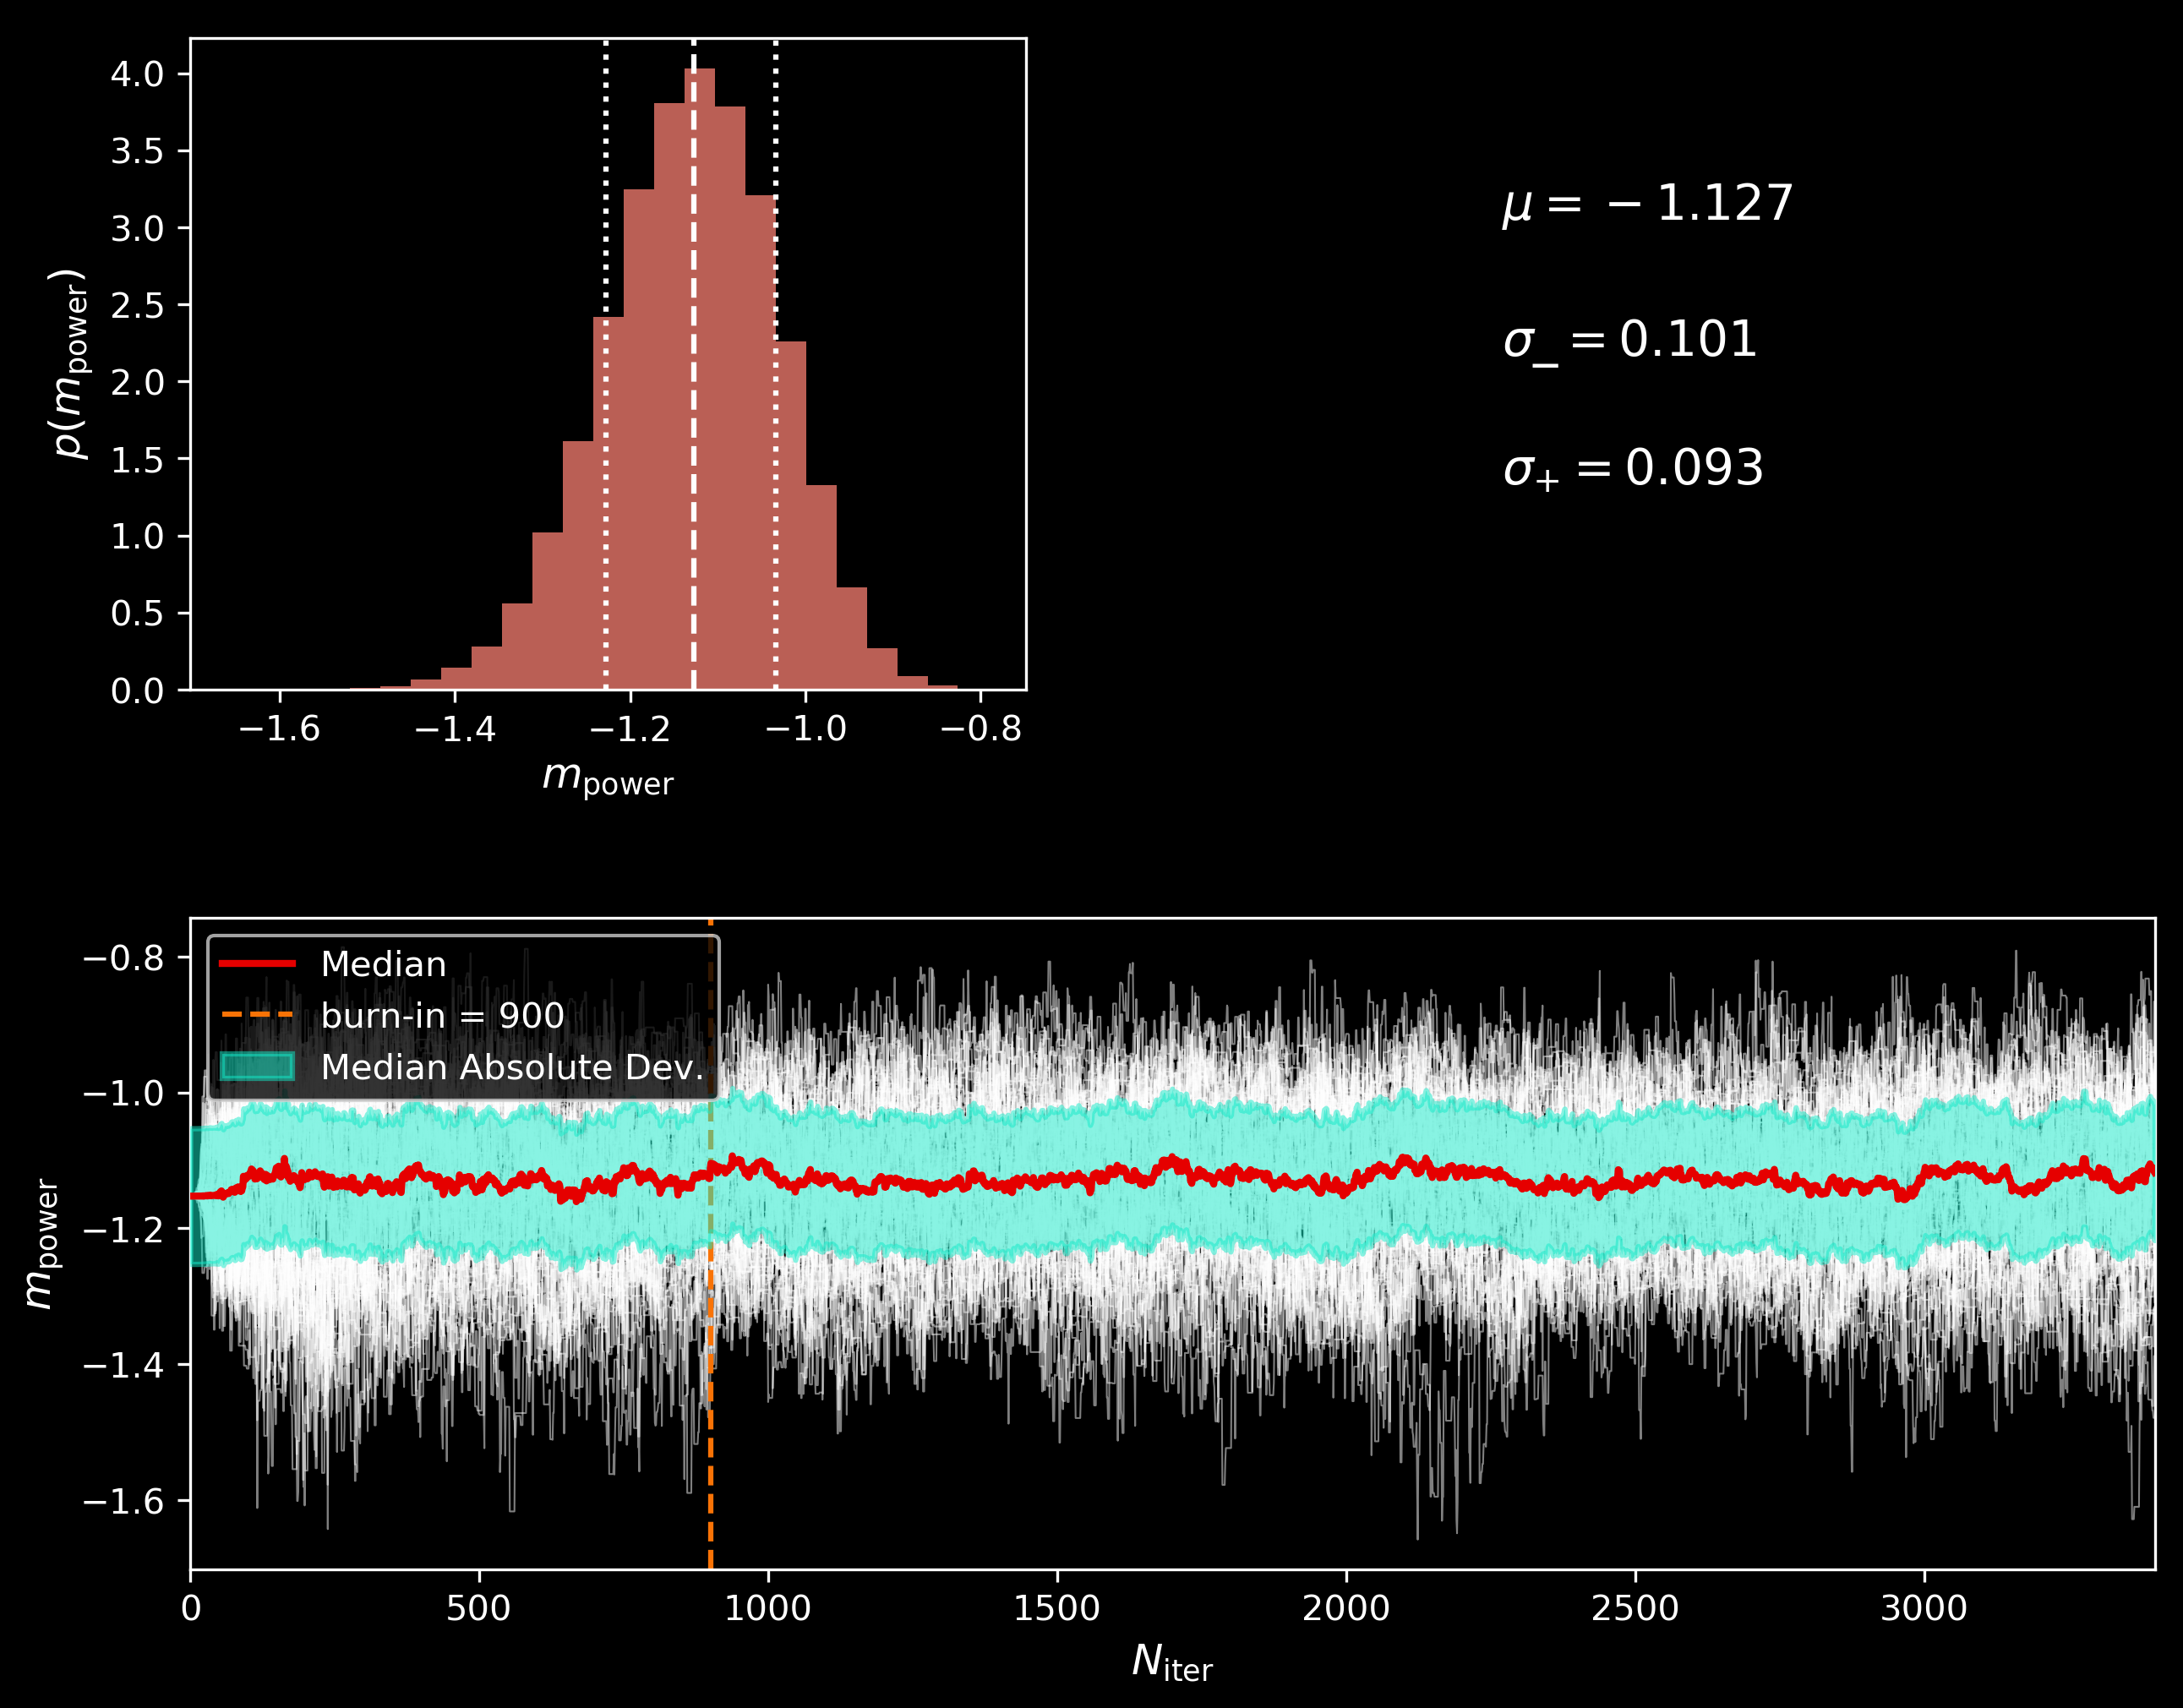 4.0
3.5
3.0
2.5
2.0
1.5
1.0
0.5
0.0
p(m_power)
−1.6 −1.4 −1.2 −1.0 −0.8
m_power
μ = −1.127
σ_− = 0.101
σ_+ = 0.093
Median
burn-in = 900
Median Absolute Dev.
−0.8
−1.0
−1.2
−1.4
−1.6
m_power
0 500 1000 1500 2000 2500 3000
N_iter